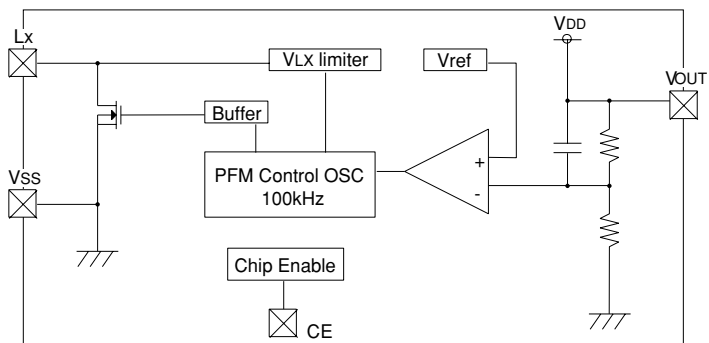 Lx
VLX limiter
Vref
VDD
VOUT
Buffer
VSS
PFM Control OSC
100kHz
+
-
Chip Enable
CE